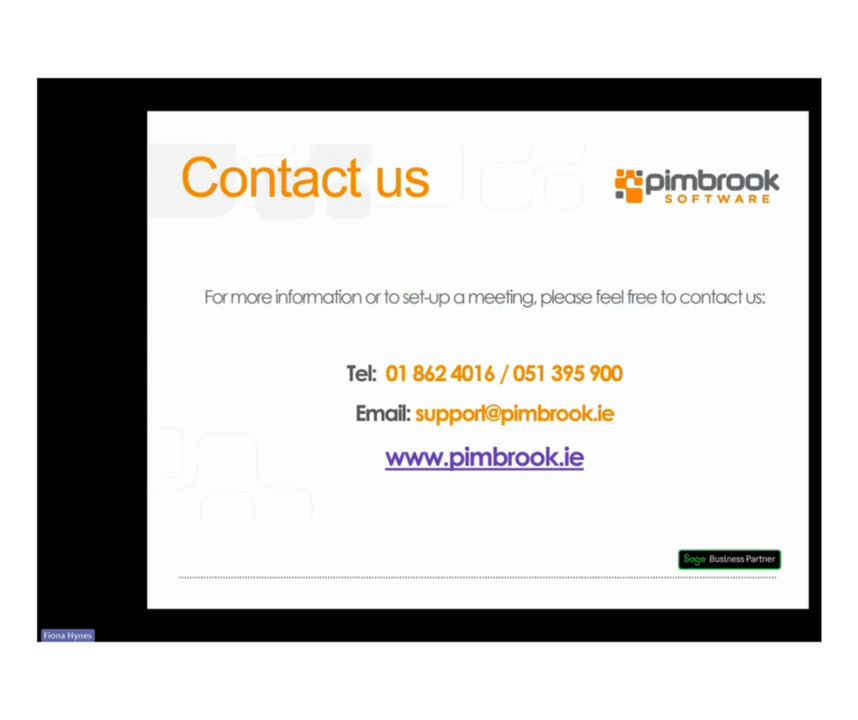 Contact us
pimbrook
SOFTWARE
For more information or to set-up a meeting, please feel free to contact us:
Tel: 01 862 4016 / 051 395 900
Email: support@pimbrook.ie
www.pimbrook.ie
Sage Business Partner
Fiona Hynes